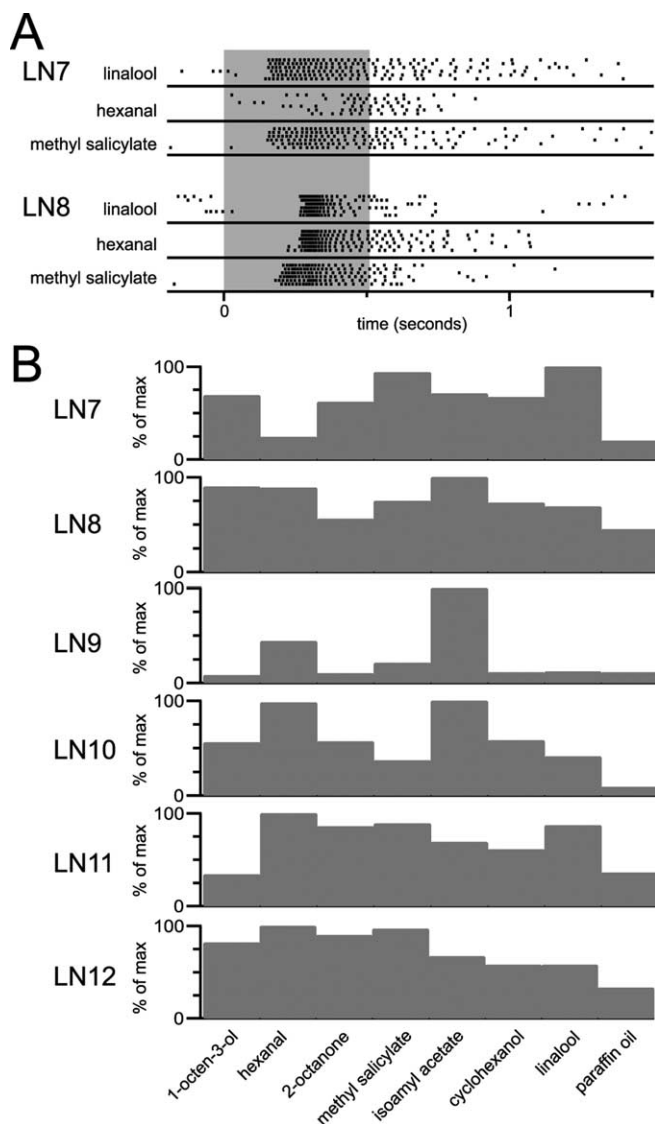 A
LN7
linalool
hexanal
methyl salicylate
LN8
linalool
hexanal
methyl salicylate
0 1
time (seconds)
B
LN7
% of max
100
0
LN8
% of max
100
0
LN9
% of max
100
0
LN10
% of max
100
0
LN11
% of max
100
0
LN12
% of max
100
0
1-octen-3-ol
hexanal
2-octanone
methyl salicylate
isoamyl acetate
cyclohexanol
linalool
paraffin oil